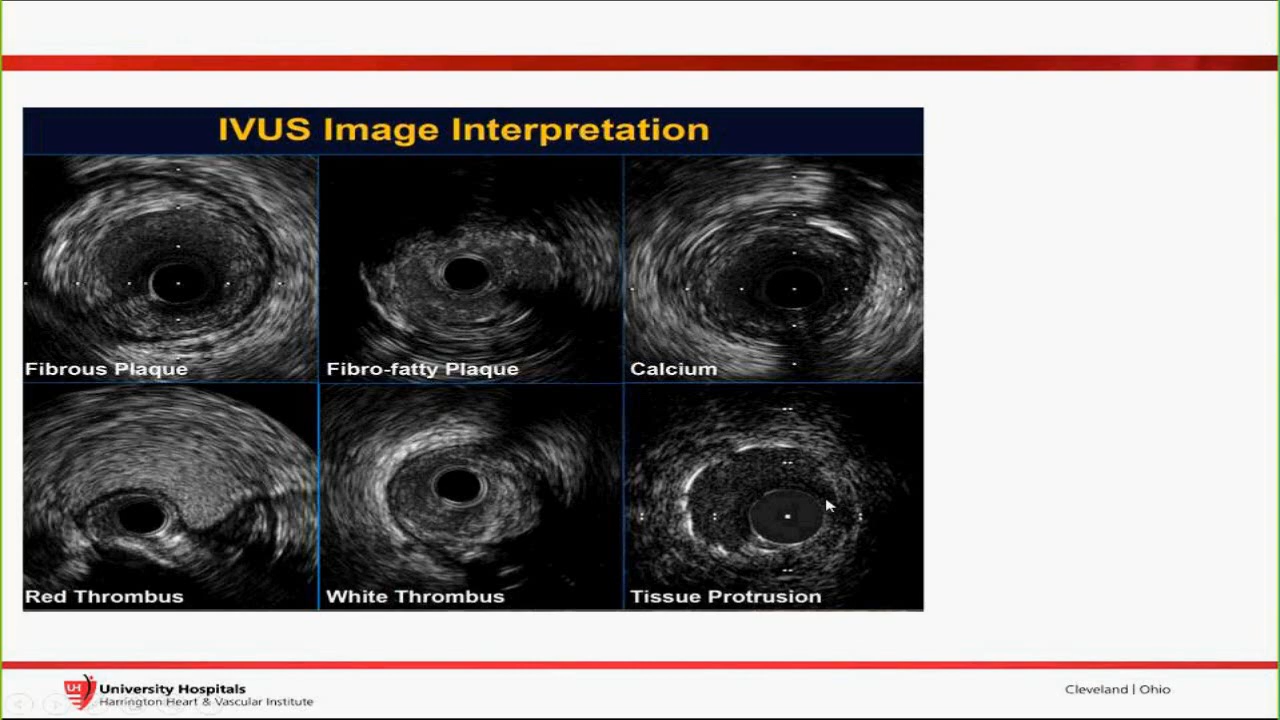 IVUS Image Interpretation
Fibrous Plaque
Fibro-fatty Plaque
Calcium
Red Thrombus
White Thrombus
Tissue Protrusion
UH
University Hospitals
Harrington Heart & Vascular Institute
Cleveland | Ohio